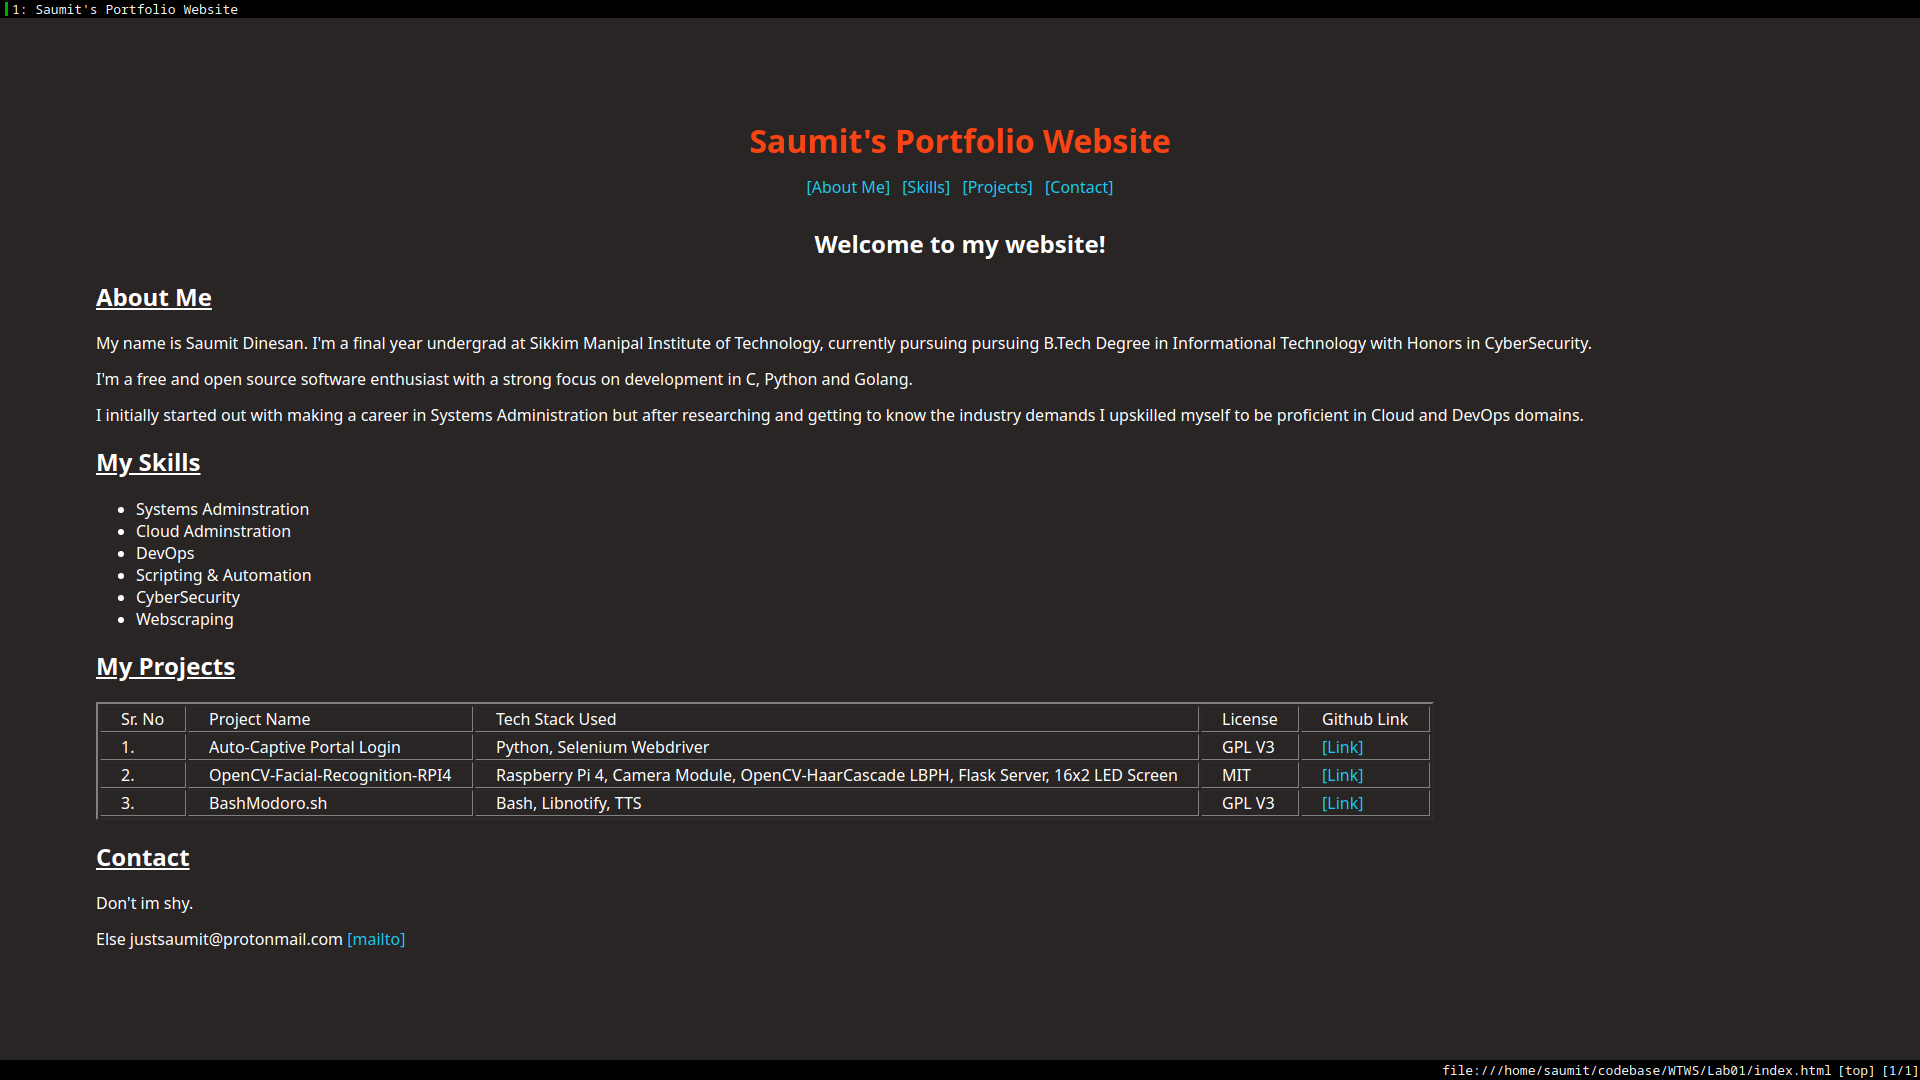 1: Saumit's Portfolio Website
Saumit's Portfolio Website
[About Me] [Skills] [Projects] [Contact]
Welcome to my website!
About Me
My name is Saumit Dinesan. I'm a final year undergrad at Sikkim Manipal Institute of Technology, currently pursuing pursuing B.Tech Degree in Informational Technology with Honors in CyberSecurity.
I'm a free and open source software enthusiast with a strong focus on development in C, Python and Golang.
I initially started out with making a career in Systems Administration but after researching and getting to know the industry demands I upskilled myself to be proficient in Cloud and DevOps domains.
My Skills
• Systems Adminstration
• Cloud Adminstration
• DevOps
• Scripting & Automation
• CyberSecurity
• Webscraping
My Projects
Sr. No Project Name Tech Stack Used License Github Link
1. Auto-Captive Portal Login Python, Selenium Webdriver GPL V3 [Link]
2. OpenCV-Facial-Recognition-RPI4 Raspberry Pi 4, Camera Module, OpenCV-HaarCascade LBPH, Flask Server, 16x2 LED Screen MIT [Link]
3. BashModoro.sh Bash, Libnotify, TTS GPL V3 [Link]
Contact
Don't im shy.
Else justsaumit@protonmail.com [mailto]
file:///home/saumit/codebase/WTWS/Lab01/index.html [top] [1/1]